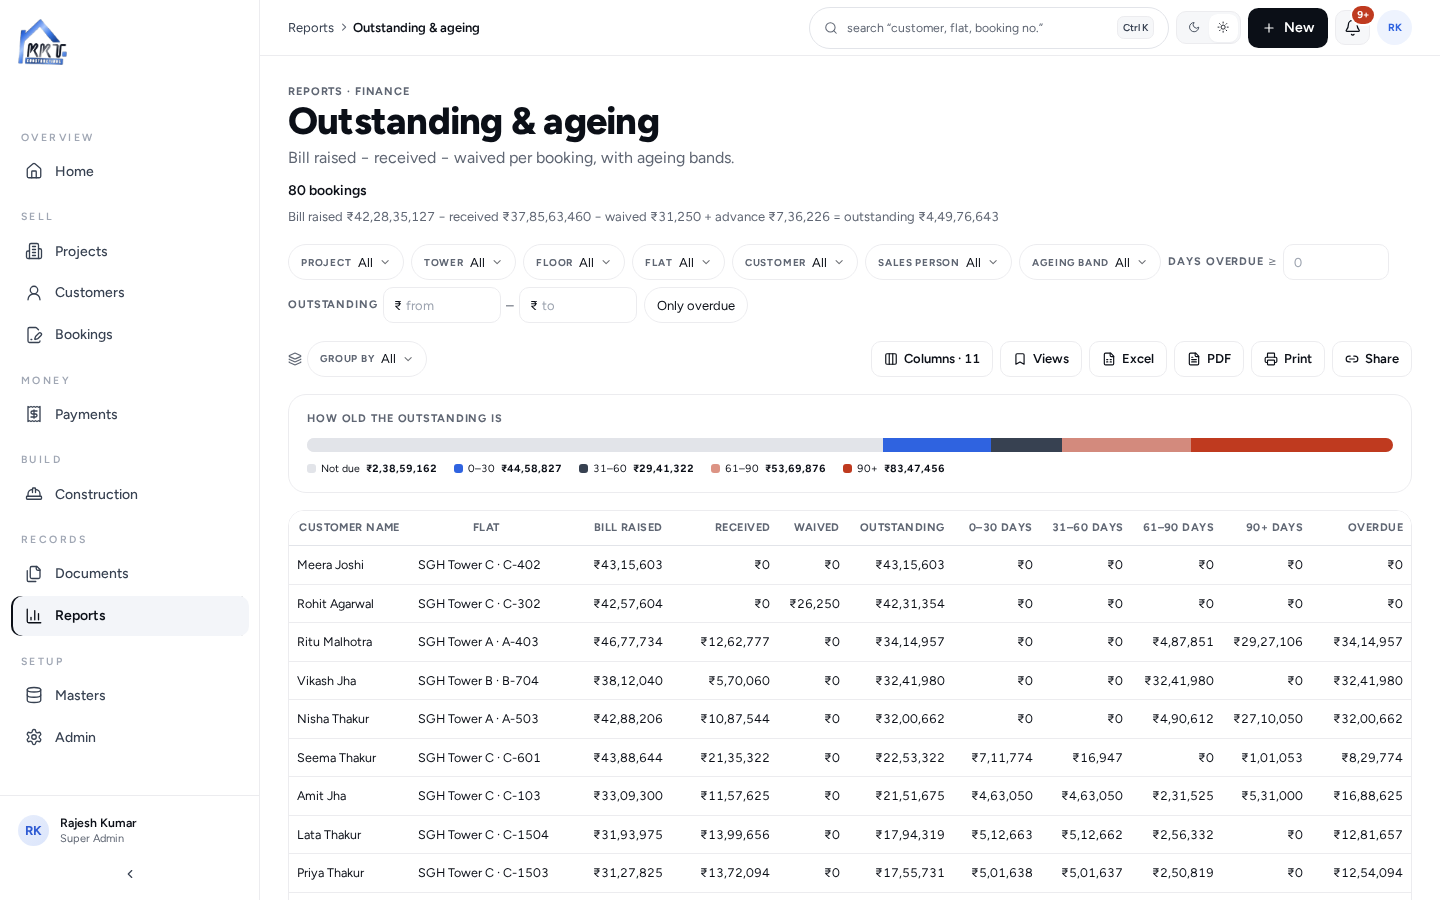 RKT
CONSTRUCTIONS
Reports > Outstanding & ageing
search “customer, flat, booking no.”
Ctrl K
+ New
9+
RK
OVERVIEW
Home
SELL
Projects
Customers
Bookings
MONEY
Payments
BUILD
Construction
RECORDS
Documents
Reports
SETUP
Masters
Admin
RK
Rajesh Kumar
Super Admin
REPORTS · FINANCE
Outstanding & ageing
Bill raised − received − waived per booking, with ageing bands.
80 bookings
Bill raised ₹42,28,35,127 − received ₹37,85,63,460 − waived ₹31,250 + advance ₹7,36,226 = outstanding ₹4,49,76,643
PROJECT All TOWER All FLOOR All FLAT All CUSTOMER All SALES PERSON All AGEING BAND All DAYS OVERDUE ≥ 0
OUTSTANDING ₹ from – ₹ to Only overdue
GROUP BY All Columns · 11 Views Excel PDF Print Share
HOW OLD THE OUTSTANDING IS
Not due ₹2,38,59,162 0–30 ₹44,58,827 31–60 ₹29,41,322 61–90 ₹53,69,876 90+ ₹83,47,456
CUSTOMER NAME FLAT BILL RAISED RECEIVED WAIVED OUTSTANDING 0–30 DAYS 31–60 DAYS 61–90 DAYS 90+ DAYS OVERDUE
Meera Joshi SGH Tower C · C-402 ₹43,15,603 ₹0 ₹0 ₹43,15,603 ₹0 ₹0 ₹0 ₹0 ₹0
Rohit Agarwal SGH Tower C · C-302 ₹42,57,604 ₹0 ₹26,250 ₹42,31,354 ₹0 ₹0 ₹0 ₹0 ₹0
Ritu Malhotra SGH Tower A · A-403 ₹46,77,734 ₹12,62,777 ₹0 ₹34,14,957 ₹0 ₹0 ₹4,87,851 ₹29,27,106 ₹34,14,957
Vikash Jha SGH Tower B · B-704 ₹38,12,040 ₹5,70,060 ₹0 ₹32,41,980 ₹0 ₹0 ₹32,41,980 ₹0 ₹32,41,980
Nisha Thakur SGH Tower A · A-503 ₹42,88,206 ₹10,87,544 ₹0 ₹32,00,662 ₹0 ₹0 ₹4,90,612 ₹27,10,050 ₹32,00,662
Seema Thakur SGH Tower C · C-601 ₹43,88,644 ₹21,35,322 ₹0 ₹22,53,322 ₹7,11,774 ₹16,947 ₹0 ₹1,01,053 ₹8,29,774
Amit Jha SGH Tower C · C-103 ₹33,09,300 ₹11,57,625 ₹0 ₹21,51,675 ₹4,63,050 ₹4,63,050 ₹2,31,525 ₹5,31,000 ₹16,88,625
Lata Thakur SGH Tower C · C-1504 ₹31,93,975 ₹13,99,656 ₹0 ₹17,94,319 ₹5,12,663 ₹5,12,662 ₹2,56,332 ₹0 ₹12,81,657
Priya Thakur SGH Tower C · C-1503 ₹31,27,825 ₹13,72,094 ₹0 ₹17,55,731 ₹5,01,638 ₹5,01,637 ₹2,50,819 ₹0 ₹12,54,094